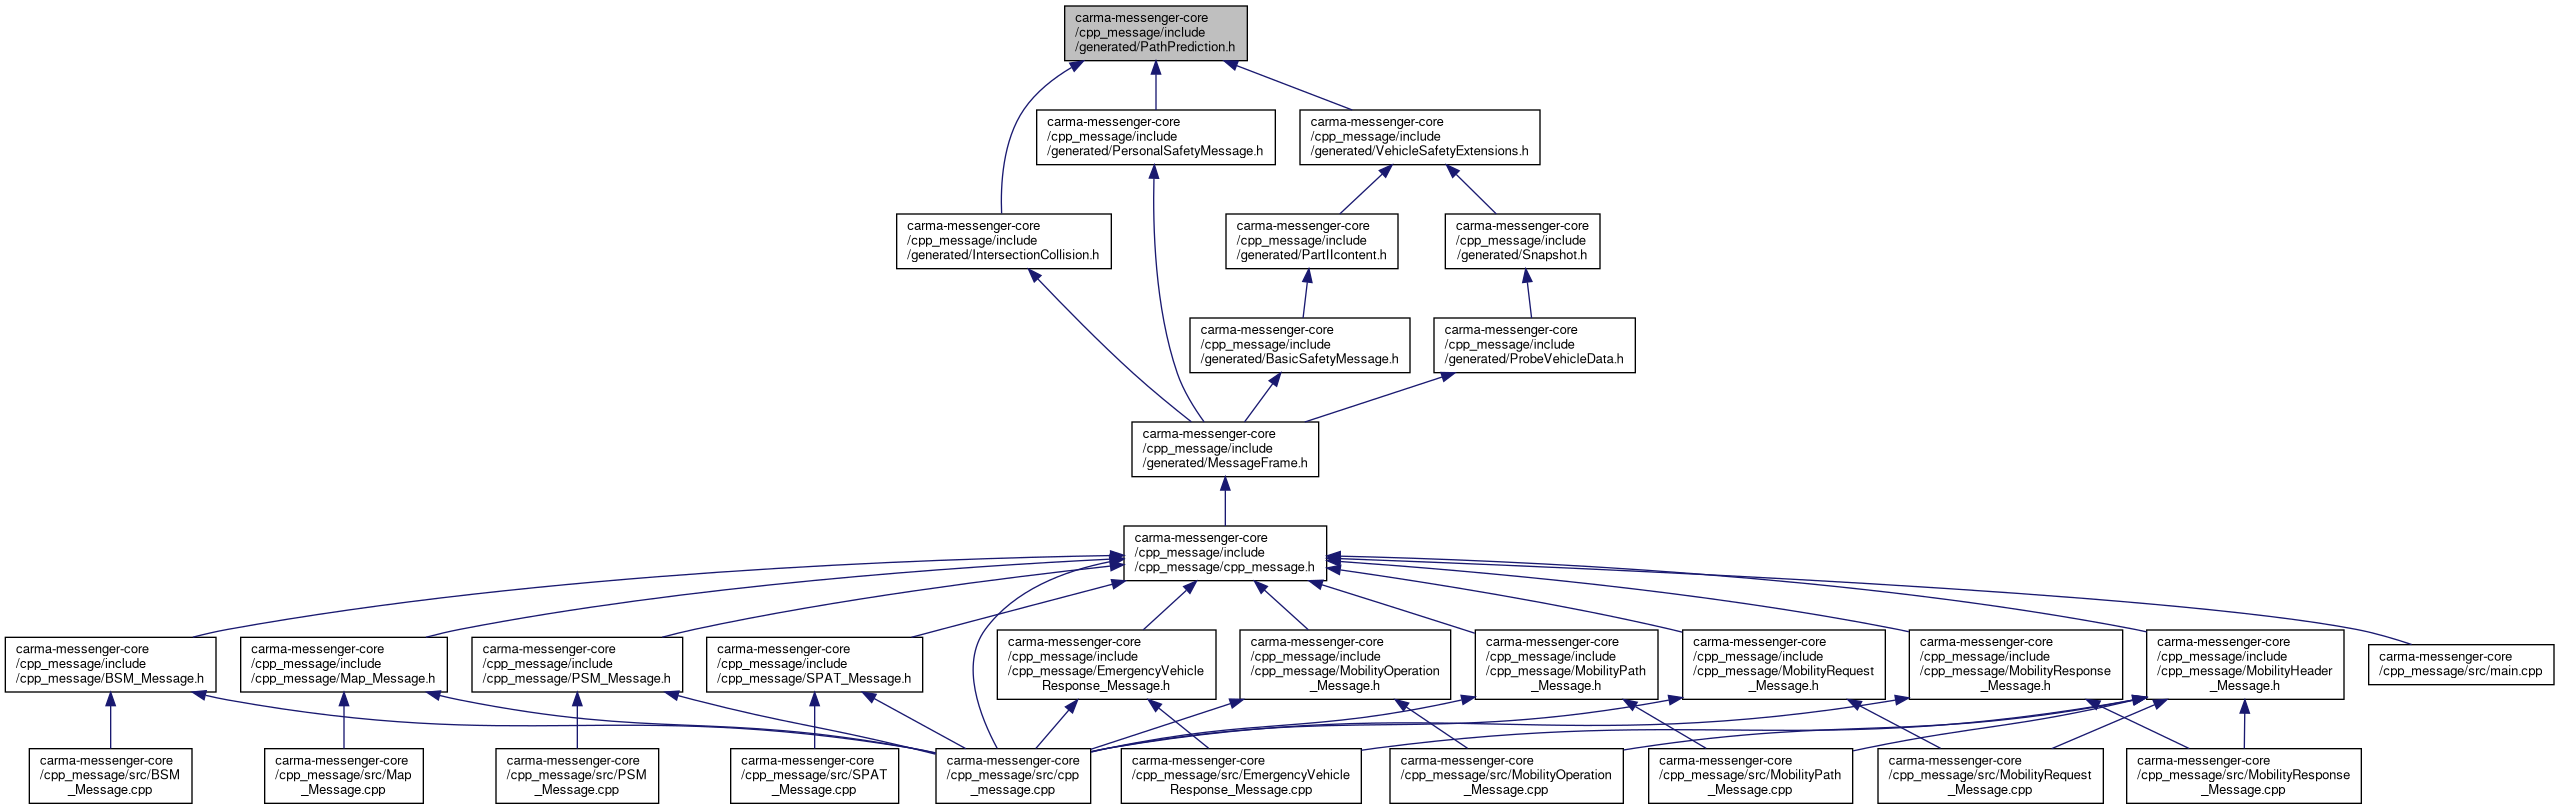 carma-messenger-core
/cpp_message/include
/generated/PathPrediction.h
carma-messenger-core
/cpp_message/include
/generated/PersonalSafetyMessage.h
carma-messenger-core
/cpp_message/include
/generated/VehicleSafetyExtensions.h
carma-messenger-core
/cpp_message/include
/generated/IntersectionCollision.h
carma-messenger-core
/cpp_message/include
/generated/PartIIcontent.h
carma-messenger-core
/cpp_message/include
/generated/Snapshot.h
carma-messenger-core
/cpp_message/include
/generated/BasicSafetyMessage.h
carma-messenger-core
/cpp_message/include
/generated/ProbeVehicleData.h
carma-messenger-core
/cpp_message/include
/generated/MessageFrame.h
carma-messenger-core
/cpp_message/include
/cpp_message/cpp_message.h
carma-messenger-core
/cpp_message/include
/cpp_message/BSM_Message.h
carma-messenger-core
/cpp_message/include
/cpp_message/Map_Message.h
carma-messenger-core
/cpp_message/include
/cpp_message/PSM_Message.h
carma-messenger-core
/cpp_message/include
/cpp_message/SPAT_Message.h
carma-messenger-core
/cpp_message/include
/cpp_message/EmergencyVehicle
Response_Message.h
carma-messenger-core
/cpp_message/include
/cpp_message/MobilityOperation
_Message.h
carma-messenger-core
/cpp_message/include
/cpp_message/MobilityPath
_Message.h
carma-messenger-core
/cpp_message/include
/cpp_message/MobilityRequest
_Message.h
carma-messenger-core
/cpp_message/include
/cpp_message/MobilityResponse
_Message.h
carma-messenger-core
/cpp_message/include
/cpp_message/MobilityHeader
_Message.h
carma-messenger-core
/cpp_message/src/main.cpp
carma-messenger-core
/cpp_message/src/BSM
_Message.cpp
carma-messenger-core
/cpp_message/src/Map
_Message.cpp
carma-messenger-core
/cpp_message/src/PSM
_Message.cpp
carma-messenger-core
/cpp_message/src/SPAT
_Message.cpp
carma-messenger-core
/cpp_message/src/cpp
_message.cpp
carma-messenger-core
/cpp_message/src/EmergencyVehicle
Response_Message.cpp
carma-messenger-core
/cpp_message/src/MobilityOperation
_Message.cpp
carma-messenger-core
/cpp_message/src/MobilityPath
_Message.cpp
carma-messenger-core
/cpp_message/src/MobilityRequest
_Message.cpp
carma-messenger-core
/cpp_message/src/MobilityResponse
_Message.cpp